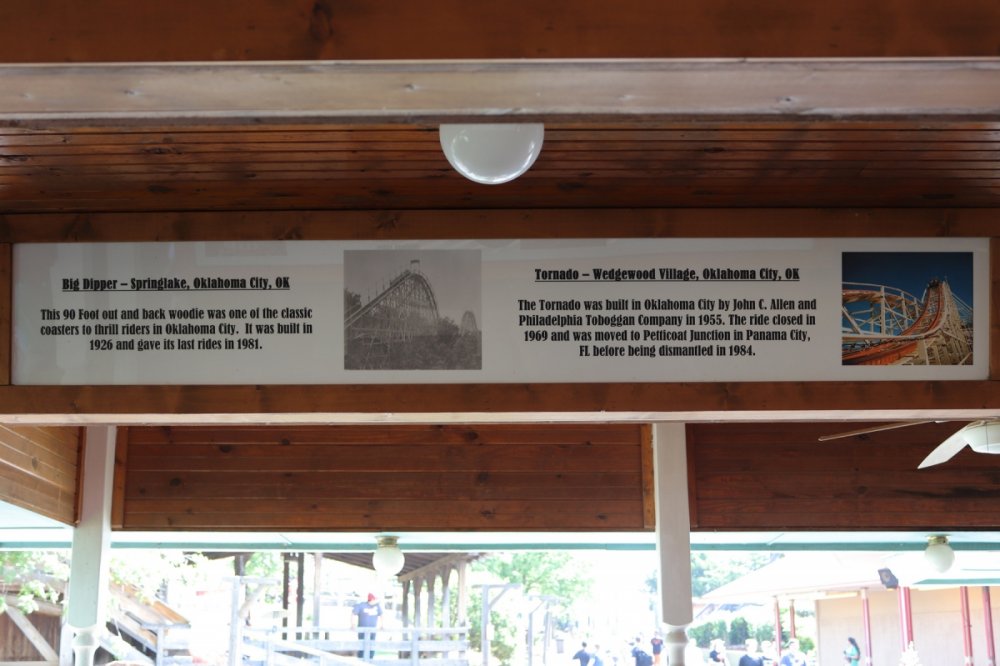 Big Dipper – Springlake, Oklahoma City, OK
This 90 Foot out and back woodie was one of the classic
coasters to thrill riders in Oklahoma City. It was built in
1926 and gave its last rides in 1981.
Tornado – Wedgewood Village, Oklahoma City, OK
The Tornado was built in Oklahoma City by John C. Allen and
Philadelphia Toboggan Company in 1955. The ride closed in
1969 and was moved to Petticoat Junction in Panama City,
FL before being dismantled in 1984.